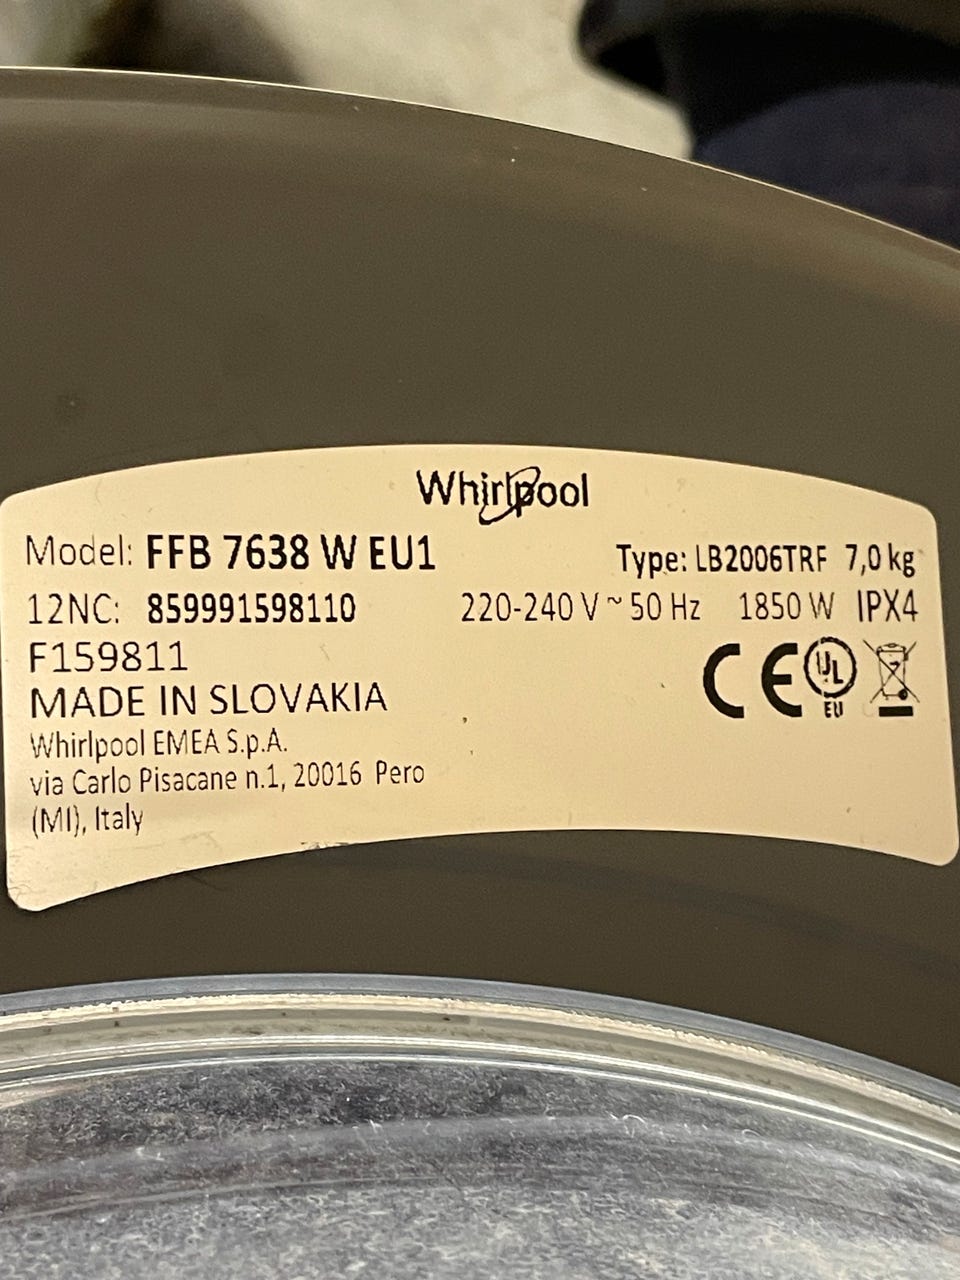 Whirlpool
Model: FFB 7638 W EU1
Type: LB2006TRF 7,0 kg
12NC: 859991598110
220-240 V ~ 50 Hz 1850 W IPX4
F159811
MADE IN SLOVAKIA
CE UL EU
Whirlpool EMEA S.p.A.
via Carlo Pisacane n.1, 20016 Pero
(MI), Italy